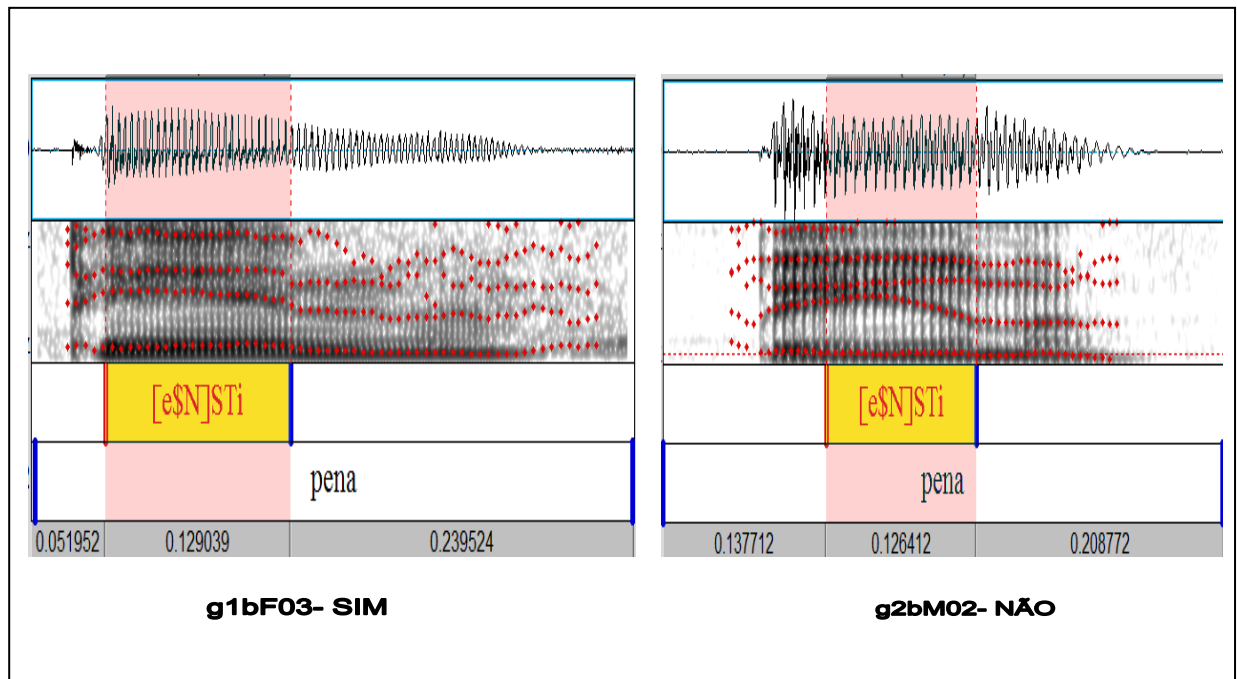 [e$N]STi
pena
0.051952 0.129039 0.239524
g1bF03- SIM
[e$N]STi
pena
0.137712 0.126412 0.208772
g2bM02- NÃO